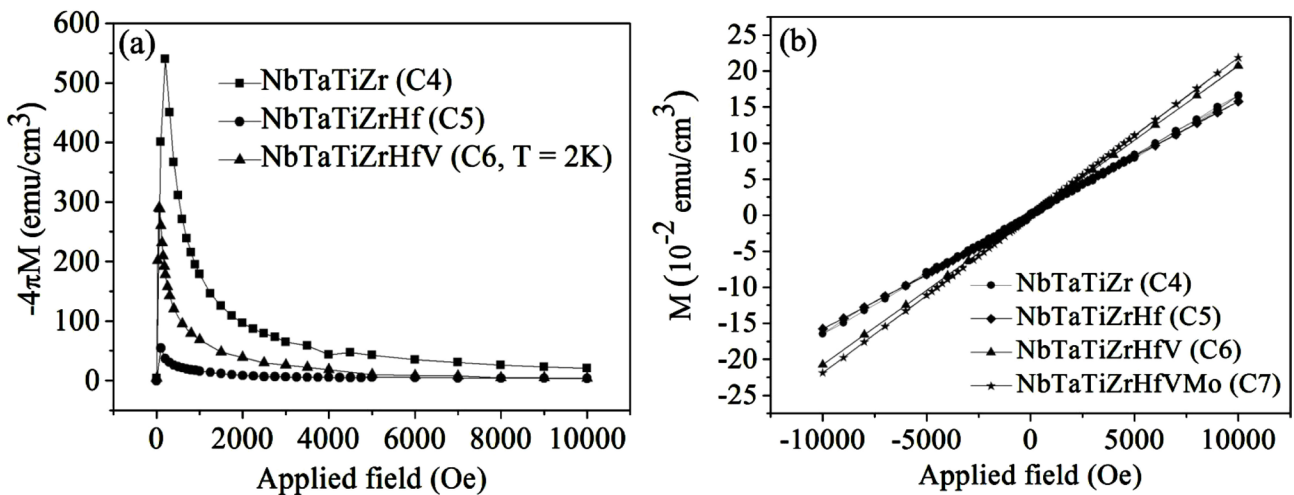 (a)
600
500
400
300
200
100
0
-4πM (emu/cm³)
NbTaTiZr (C4)
NbTaTiZrHf (C5)
NbTaTiZrHfV (C6, T = 2K)
0 2000 4000 6000 8000 10000
Applied field (Oe)
(b)
25
20
15
10
5
0
-5
-10
-15
-20
-25
M (10⁻² emu/cm³)
NbTaTiZr (C4)
NbTaTiZrHf (C5)
NbTaTiZrHfV (C6)
NbTaTiZrHfVMo (C7)
-10000 -5000 0 5000 10000
Applied field (Oe)